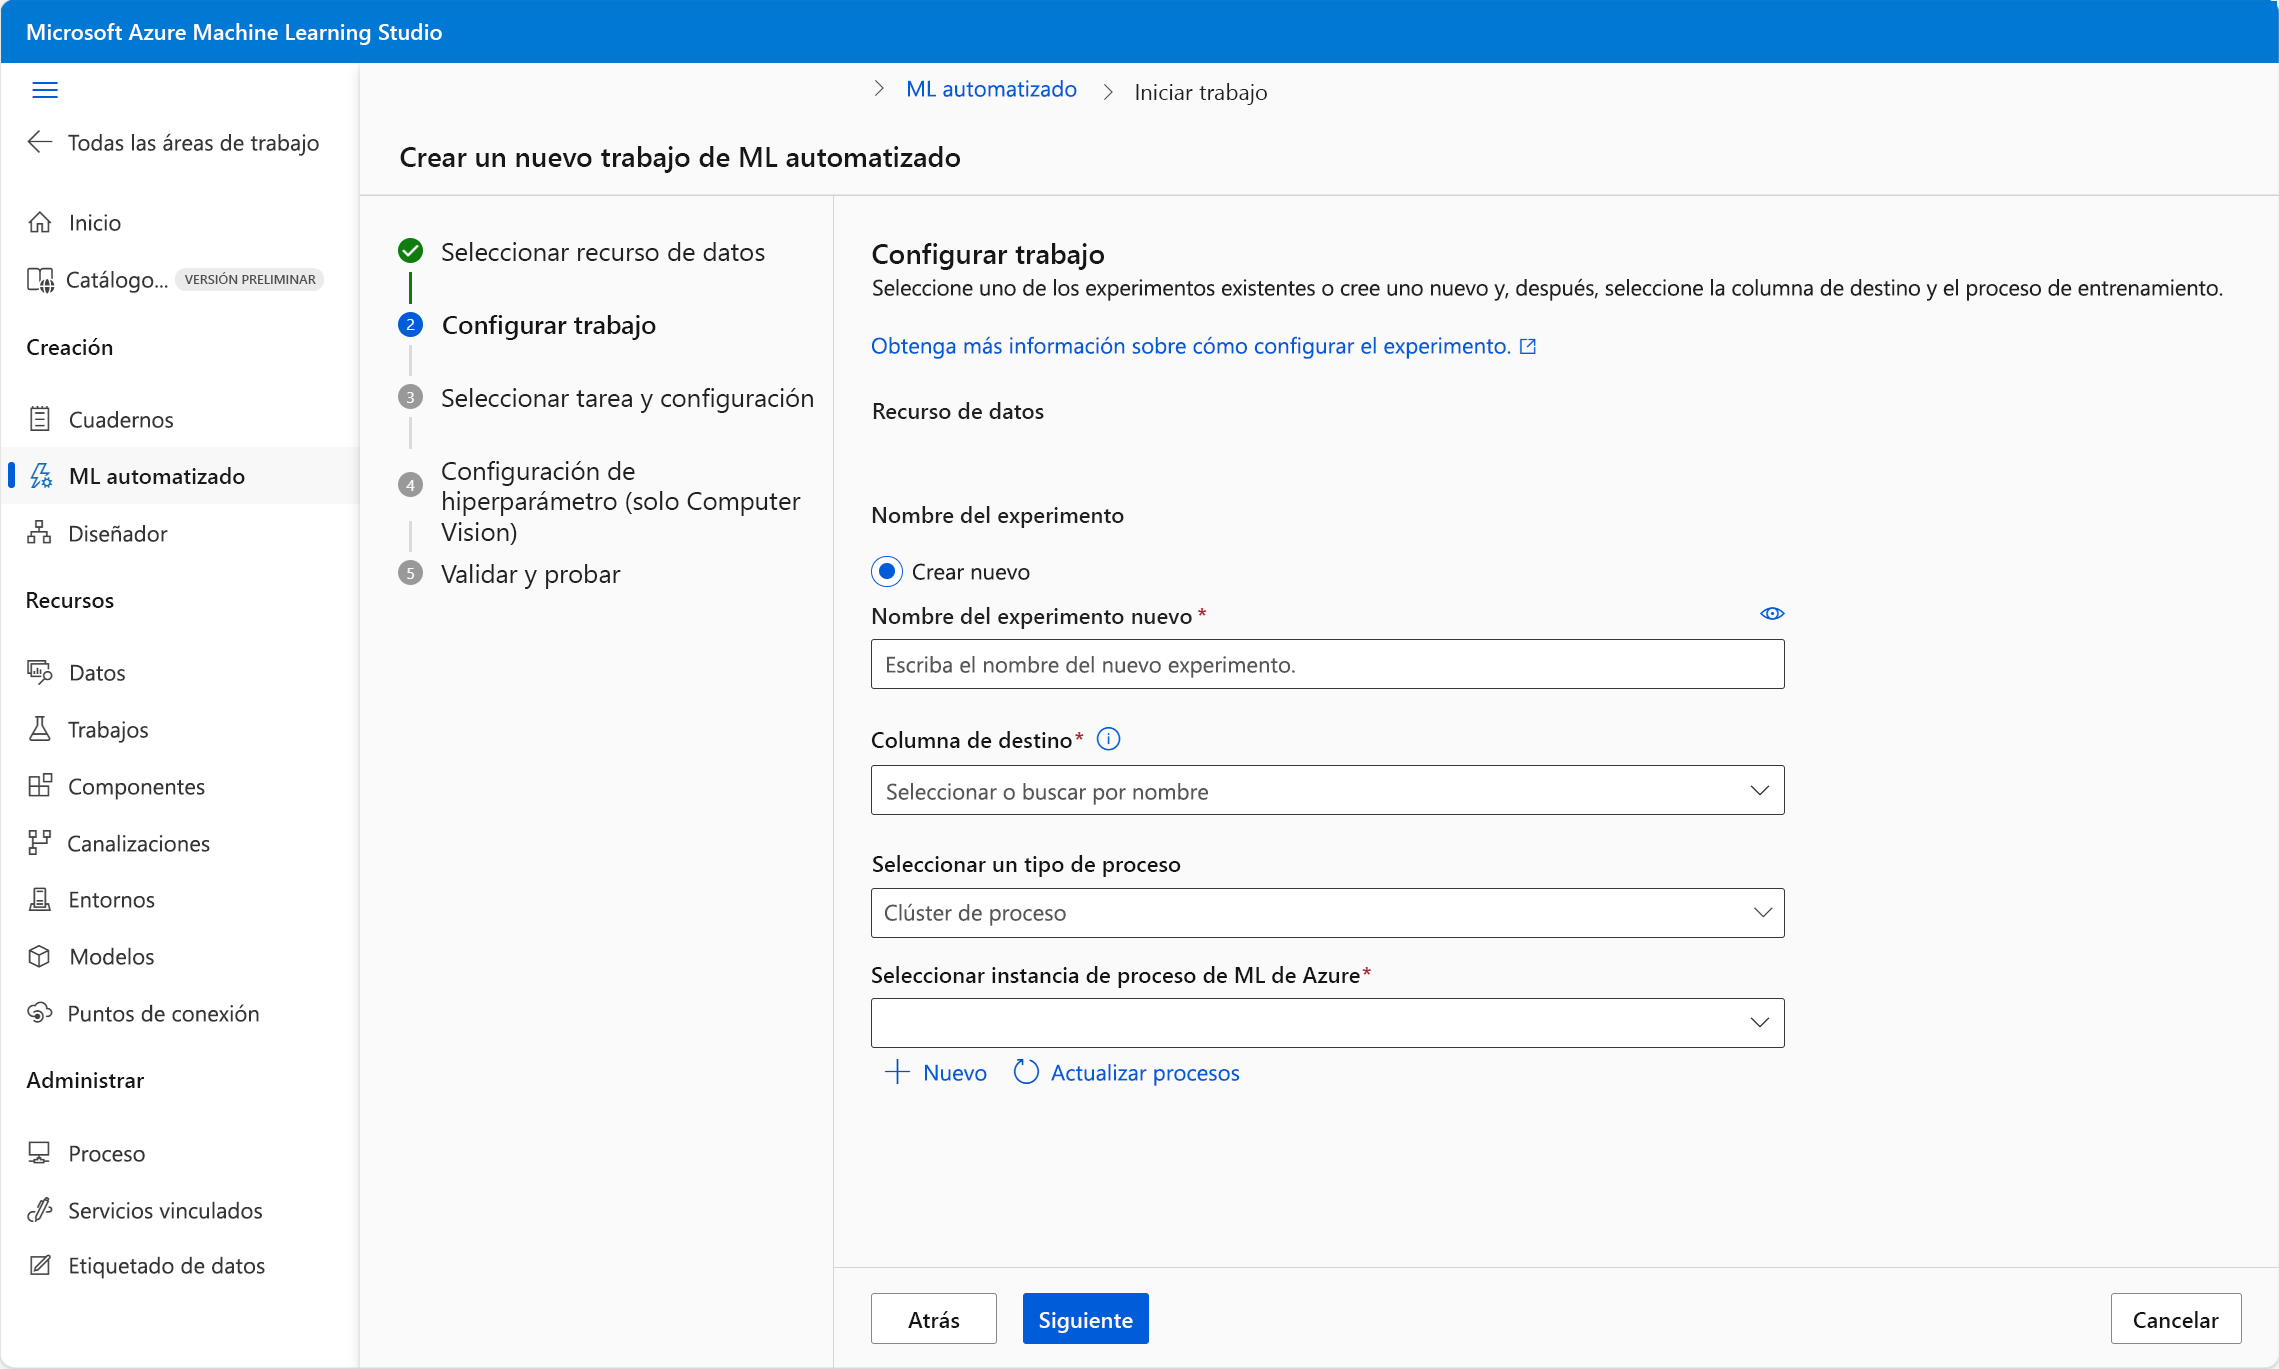 Microsoft Azure Machine Learning Studio
ML automatizado
Iniciar trabajo
Todas las áreas de trabajo
Crear un nuevo trabajo de ML automatizado
Inicio
Catálogo...
VERSIÓN PRELIMINAR
Creación
Cuadernos
ML automatizado
Diseñador
Recursos
Datos
Trabajos
Componentes
Canalizaciones
Entornos
Modelos
Puntos de conexión
Administrar
Proceso
Servicios vinculados
Etiquetado de datos
Seleccionar recurso de datos
2 Configurar trabajo
3 Seleccionar tarea y configuración
4 Configuración de
hiperparámetro (solo Computer
Vision)
5 Validar y probar
Configurar trabajo
Seleccione uno de los experimentos existentes o cree uno nuevo y, después, seleccione la columna de destino y el proceso de entrenamiento.
Obtenga más información sobre cómo configurar el experimento.
Recurso de datos
Nombre del experimento
Crear nuevo
Nombre del experimento nuevo *
Escriba el nombre del nuevo experimento.
Columna de destino*
Seleccionar o buscar por nombre
Seleccionar un tipo de proceso
Clúster de proceso
Seleccionar instancia de proceso de ML de Azure*
Nuevo
Actualizar procesos
Atrás
Siguiente
Cancelar